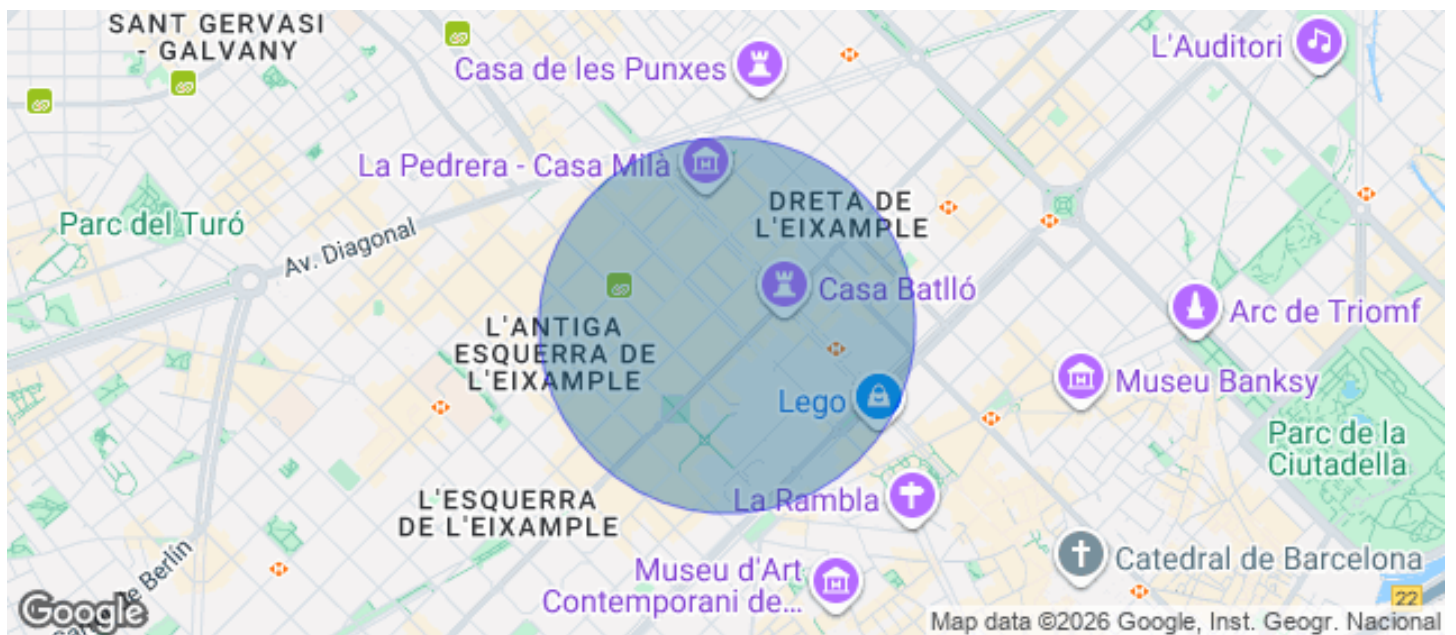 SANT GERVASI
- GALVANY
Casa de les Punxes
L'Auditori
La Pedrera - Casa Milà
DRETA DE
L'EIXAMPLE
Parc del Turó
Av. Diagonal
Casa Batlló
Arc de Triomf
L'ANTIGA
ESQUERRA DE
L'EIXAMPLE
Museu Banksy
Lego
Parc de la
Ciutadella
L'ESQUERRA
DE L'EIXAMPLE
La Rambla
Catedral de Barcelona
Museu d'Art
Contemporani de...
de Berlín
22
Google
Map data ©2026 Google, Inst. Geogr. Nacional